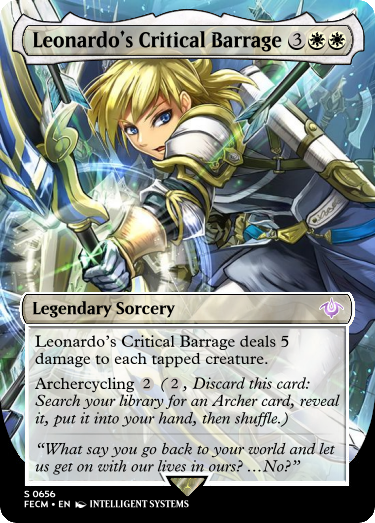 Leonardo's Critical Barrage 3
Legendary Sorcery
Leonardo's Critical Barrage deals 5
damage to each tapped creature.
Archercycling 2 (2, Discard this card:
Search your library for an Archer card, reveal
it, put it into your hand, then shuffle.)
“What say you go back to your world and let
us get on with our lives in ours? …No?”
S 0656
FECM • EN INTELLIGENT SYSTEMS